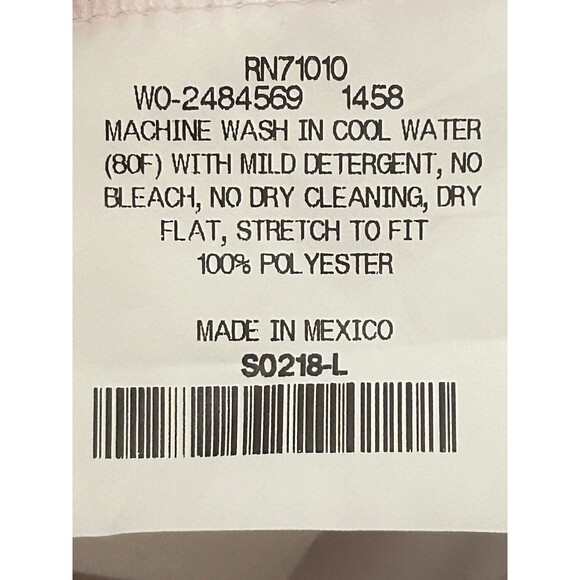 RN71010
WO-2484569 1458
MACHINE WASH IN COOL WATER
(80F) WITH MILD DETERGENT, NO
BLEACH, NO DRY CLEANING, DRY
FLAT, STRETCH TO FIT
100% POLYESTER
MADE IN MEXICO
SO218-L